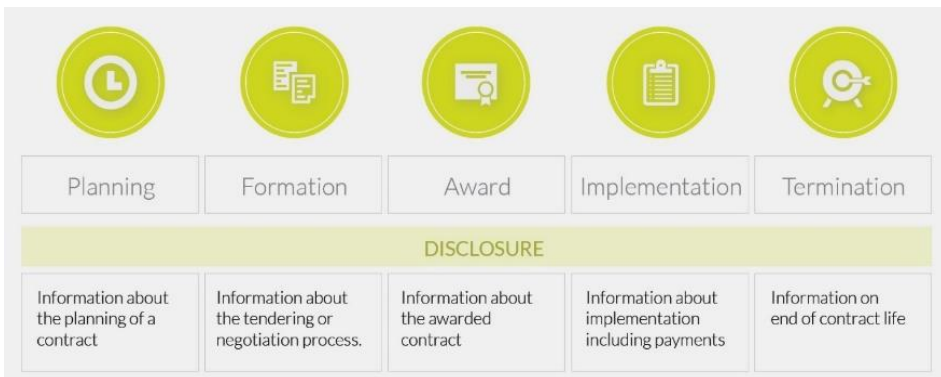 Planning
Formation
Award
Implementation
Termination
DISCLOSURE
Information about
the planning of a
contract
Information about
the tendering or
negotiation process.
Information about
the awarded
contract
Information about
implementation
including payments
Information on
end of contract life